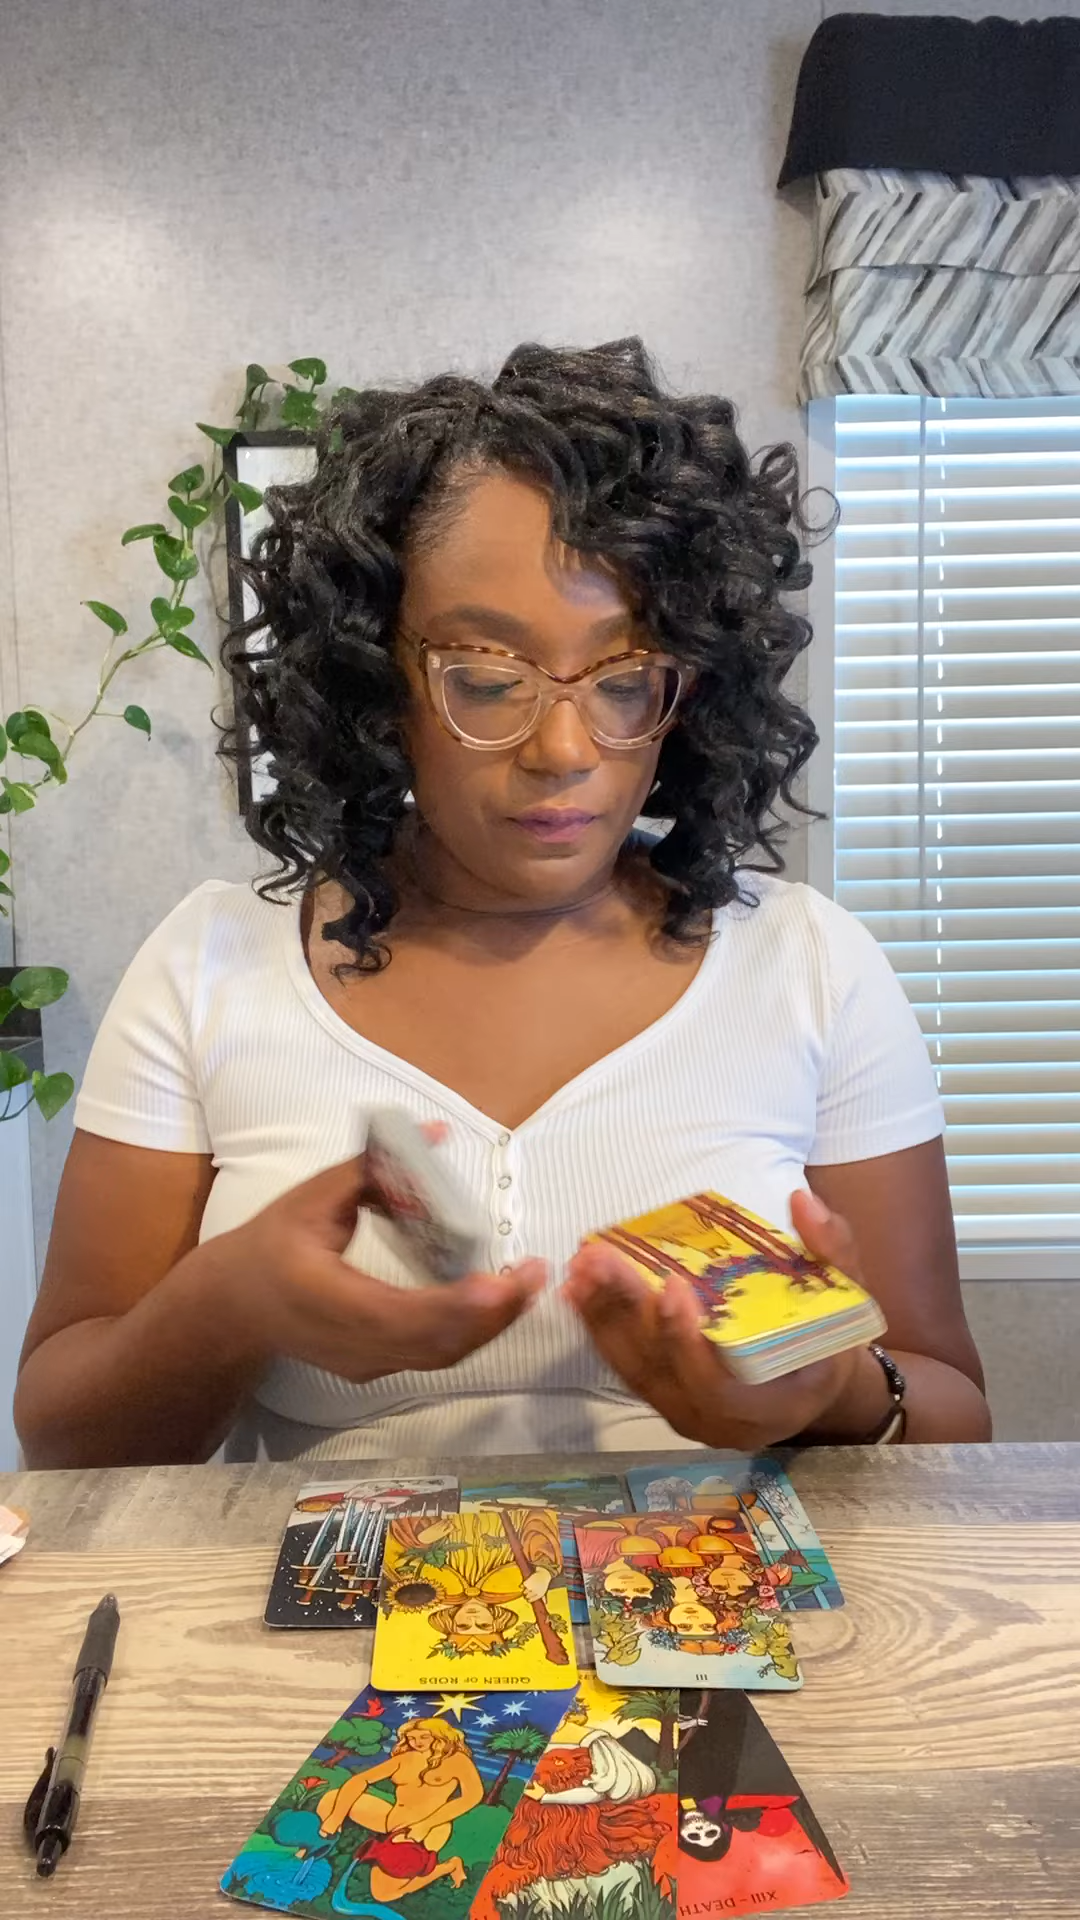 X
QUEEN OF RODS
III
XIII – DEATH